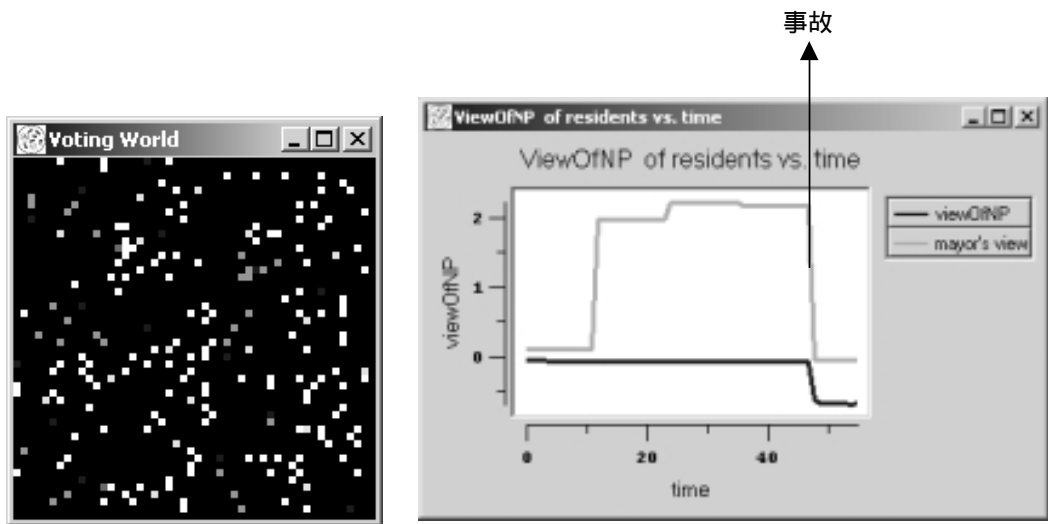 事故
Voting World
ViewOfNP of residents vs. time
ViewOfNP of residents vs. time
viewOfNP
2
1
0
0 20 40
time
viewOfNP
mayor's view